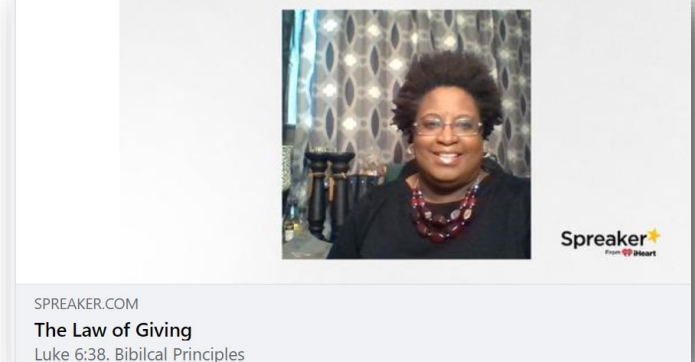 Spreaker
From iHeart
SPREAKER.COM
The Law of Giving
Luke 6:38. Bibilcal Principles